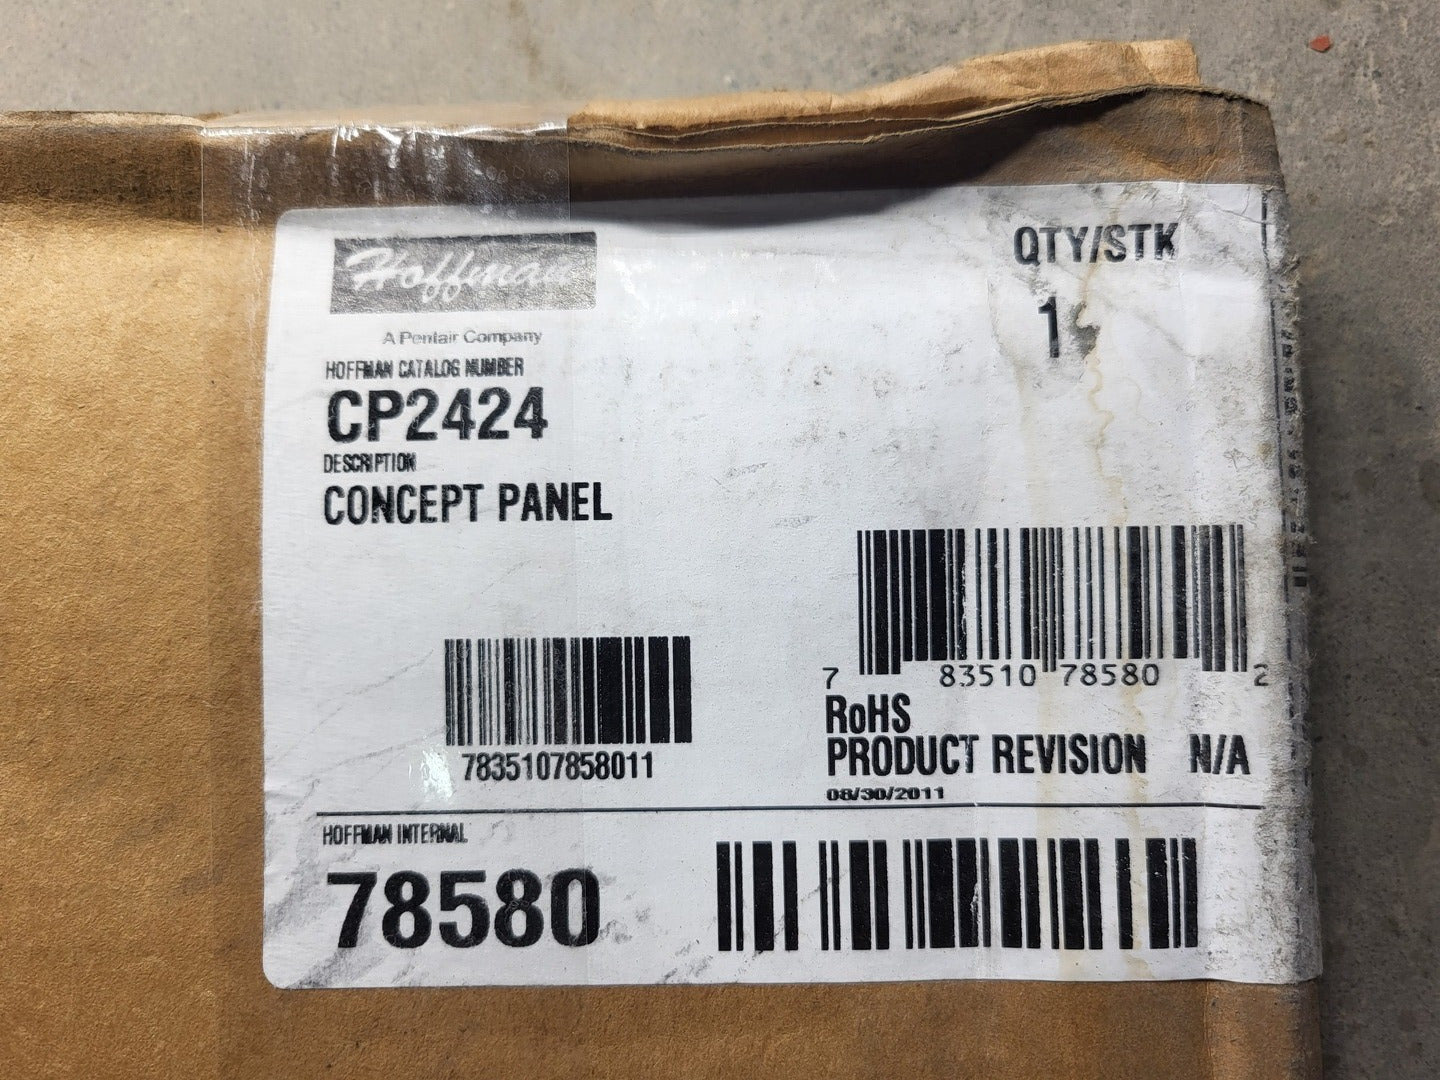 Hoffman
A Pentair Company
HOFFMAN CATALOG NUMBER
CP2424
DESCRIPTION
CONCEPT PANEL
QTY/STK
1
7835107858011
7 83510 78580 2
RoHS
PRODUCT REVISION N/A
08/30/2011
HOFFMAN INTERNAL
78580